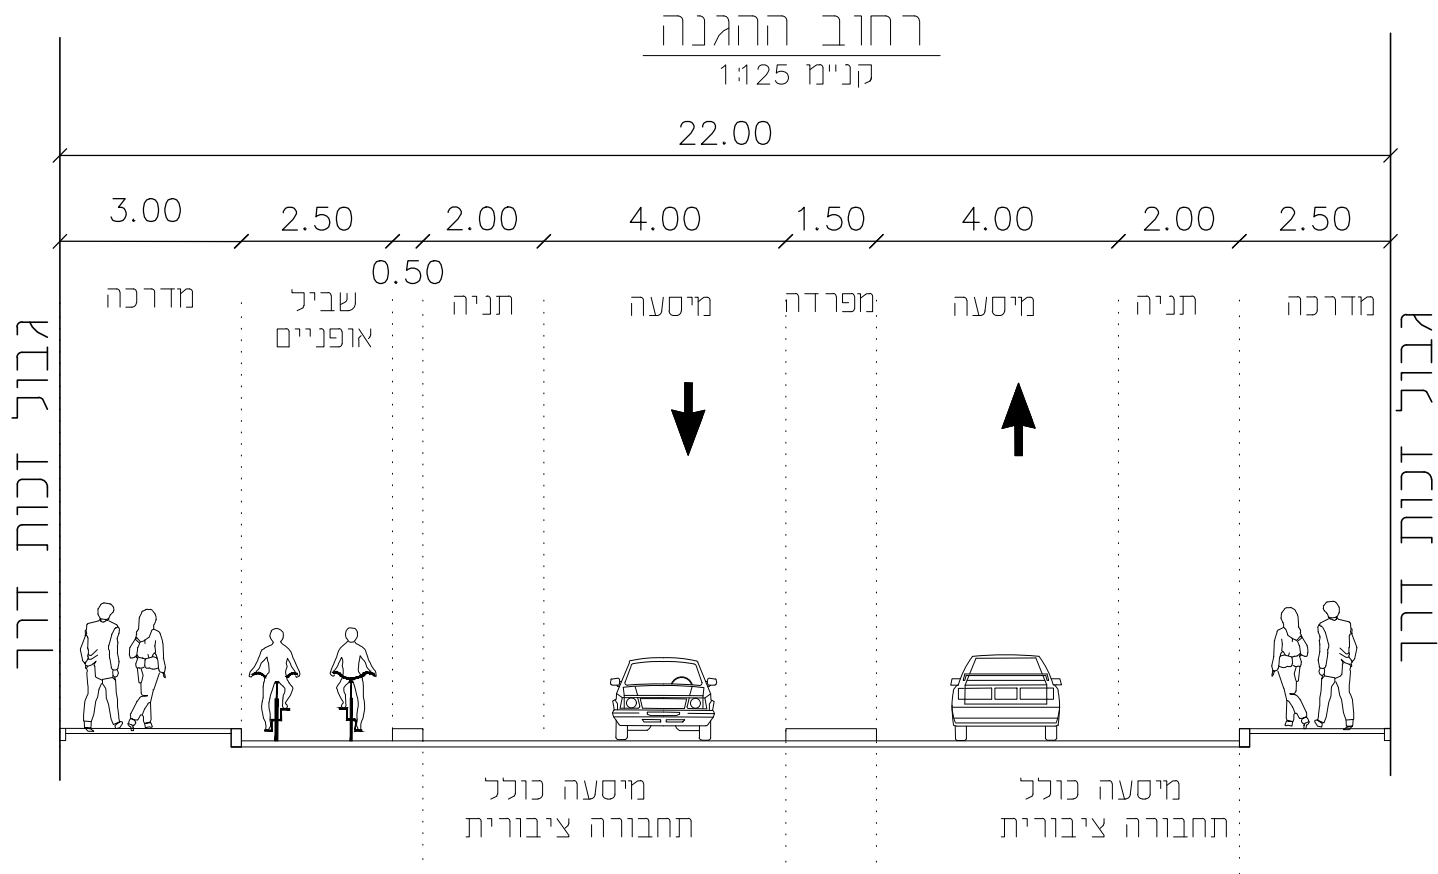 רחוב ההגנה
קנ"מ 1:125
22.00
3.00
2.50
0.50
2.00
4.00
1.50
4.00
2.00
2.50
מדרכה
שביל
אופניים
תניה
מיסעה
מפרדה
מיסעה
תניה
מדרכה
גבול זכות דרך
גבול זכות דרך
מיסעה כולל
תחבורה ציבורית
מיסעה כולל
תחבורה ציבורית